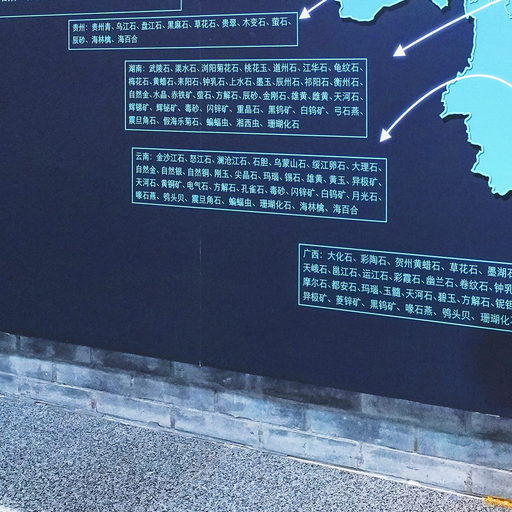 贵州：贵州青、乌江石、盘江石、黑麻石、草花石、贵翠、木变石、萤石、
辰砂、海林檎、海百合
湖南：武陵石、渠水石、浏阳菊花石、桃花玉、道州石、江华石、龟纹石、
梅花石、黄蜡石、耒阳石、钟乳石、上水石、墨玉、辰州石、祁阳石、衡州石、
自然金、水晶、赤铁矿、萤石、方解石、辰砂、金刚石、雄黄、雌黄、天河石、
辉锑矿、辉铋矿、毒砂、闪锌矿、重晶石、黑钨矿、白钨矿、弓石燕、
震旦角石、假海乐菊石、蝙蝠虫、湘西虫、珊瑚化石
云南：金沙江石、怒江石、澜沧江石、石胆、乌蒙山石、绥江卵石、大理石、
自然金、自然银、自然铜、刚玉、尖晶石、玛瑙、锡石、雄黄、黄玉、异极矿、
天河石、黄铜矿、电气石、方解石、孔雀石、毒砂、闪锌矿、白钨矿、月光石、
喙石燕、鸮头贝、震旦角石、蝙蝠虫、珊瑚化石、海林檎、海百合
广西：大化石、彩陶石、贺州黄蜡石、草花石、墨湖石
天峨石、邕江石、运江石、彩霞石、幽兰石、卷纹石、钟乳
摩尔石、都安石、玛瑙、玉髓、天河石、碧玉、方解石、铌钽
异极矿、菱锌矿、黑钨矿、喙石燕、鸮头贝、珊瑚化